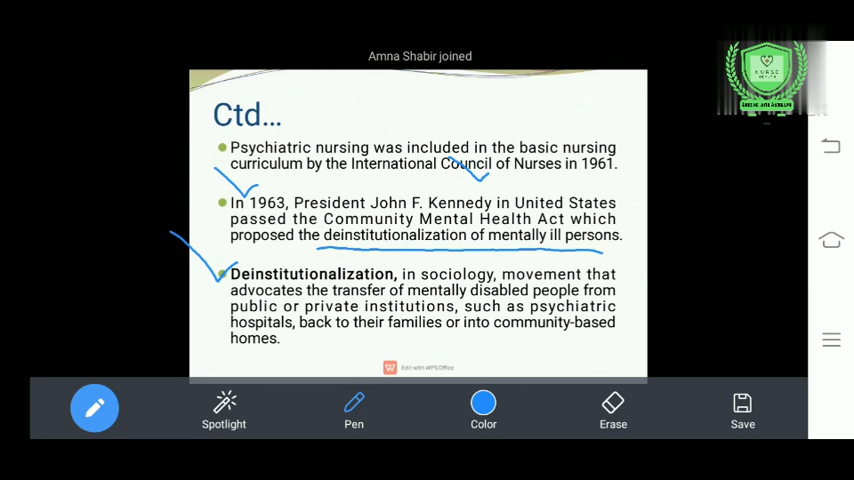 Amna Shabir joined
NURSE
Ctd...
Psychiatric nursing was included in the basic nursing
curriculum by the International Council of Nurses in 1961.
In 1963, President John F. Kennedy in United States
passed the Community Mental Health Act which
proposed the deinstitutionalization of mentally ill persons.
Deinstitutionalization, in sociology, movement that
advocates the transfer of mentally disabled people from
public or private institutions, such as psychiatric
hospitals, back to their families or into community-based
homes.
W Edit with WPS Office
Spotlight
Pen
Color
Erase
Save